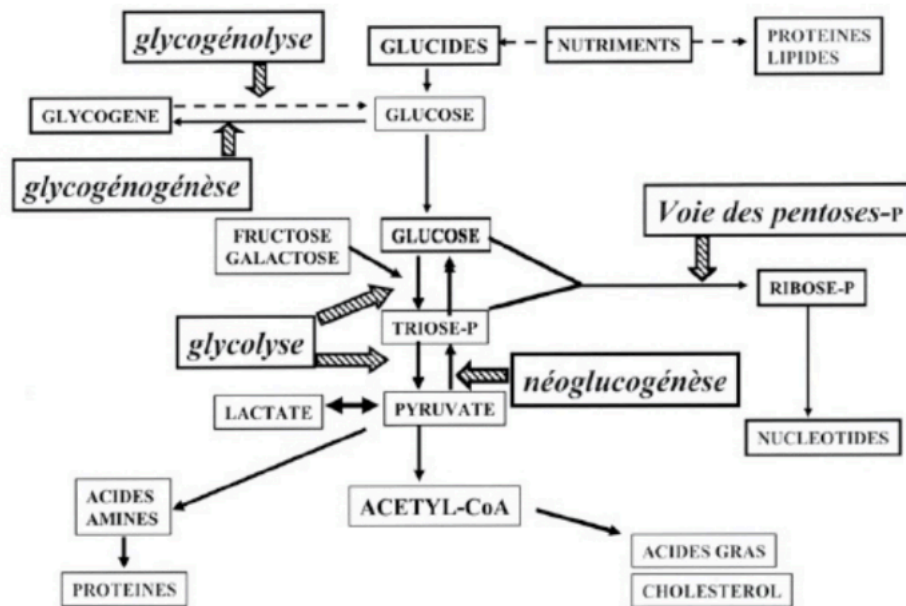 glycogénolyse
GLUCIDES
NUTRIMENTS
PROTEINES
LIPIDES
GLYCOGENE
GLUCOSE
glycogénogénèse
Voie des pentoses-P
FRUCTOSE
GALACTOSE
GLUCOSE
RIBOSE-P
glycolyse
TRIOSE-P
néoglucogénèse
LACTATE
PYRUVATE
NUCLEOTIDES
ACIDES
AMINES
ACETYL-CoA
ACIDES GRAS
PROTEINES
CHOLESTEROL